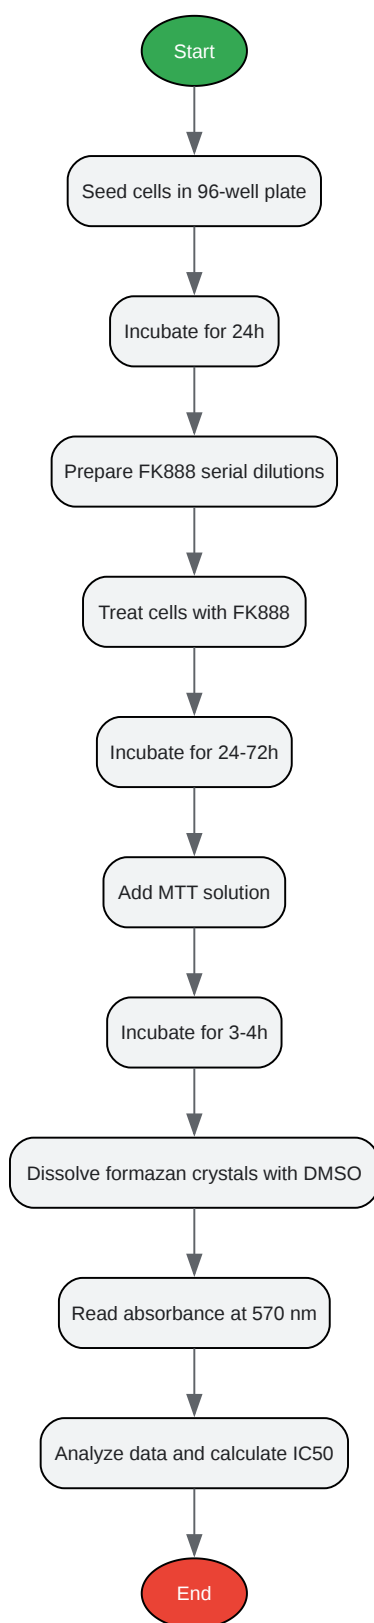 Start
Seed cells in 96-well plate
Incubate for 24h
Prepare FK888 serial dilutions
Treat cells with FK888
Incubate for 24-72h
Add MTT solution
Incubate for 3-4h
Dissolve formazan crystals with DMSO
Read absorbance at 570 nm
Analyze data and calculate IC50
End